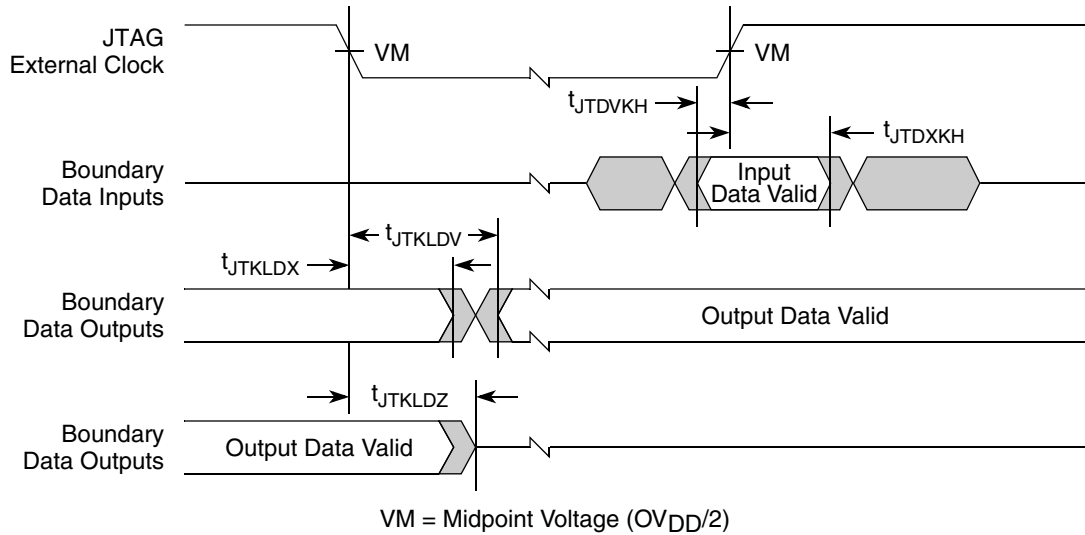 JTAG
External Clock
VM
VM
tJTDVKH
tJTDXKH
Boundary
Data Inputs
Input
Data Valid
tJTKLDV
tJTKLDX
Boundary
Data Outputs
Output Data Valid
tJTKLDZ
Boundary
Data Outputs
Output Data Valid
VM = Midpoint Voltage (OVDD/2)